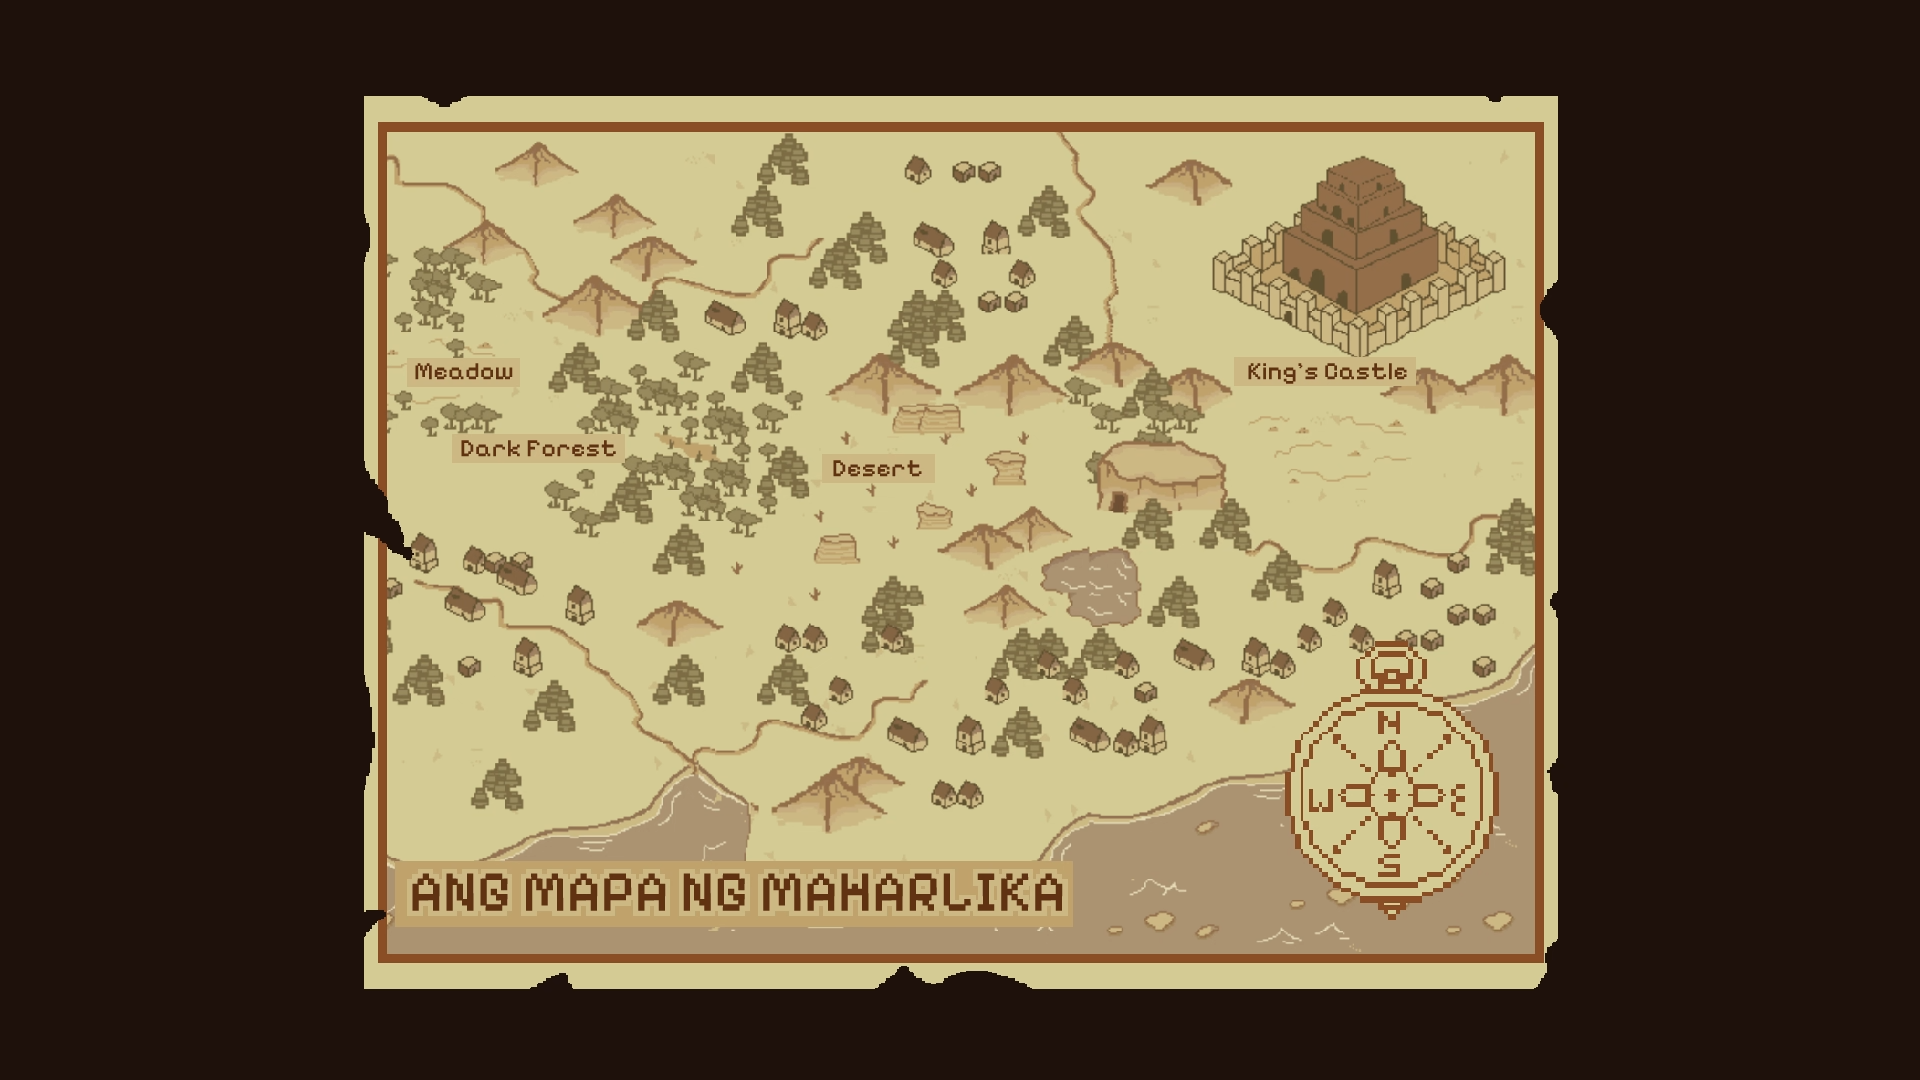 Meadow
King's Castle
Dark Forest
Desert
N
W E
S
ANG MAPA NG MAHARLIKA